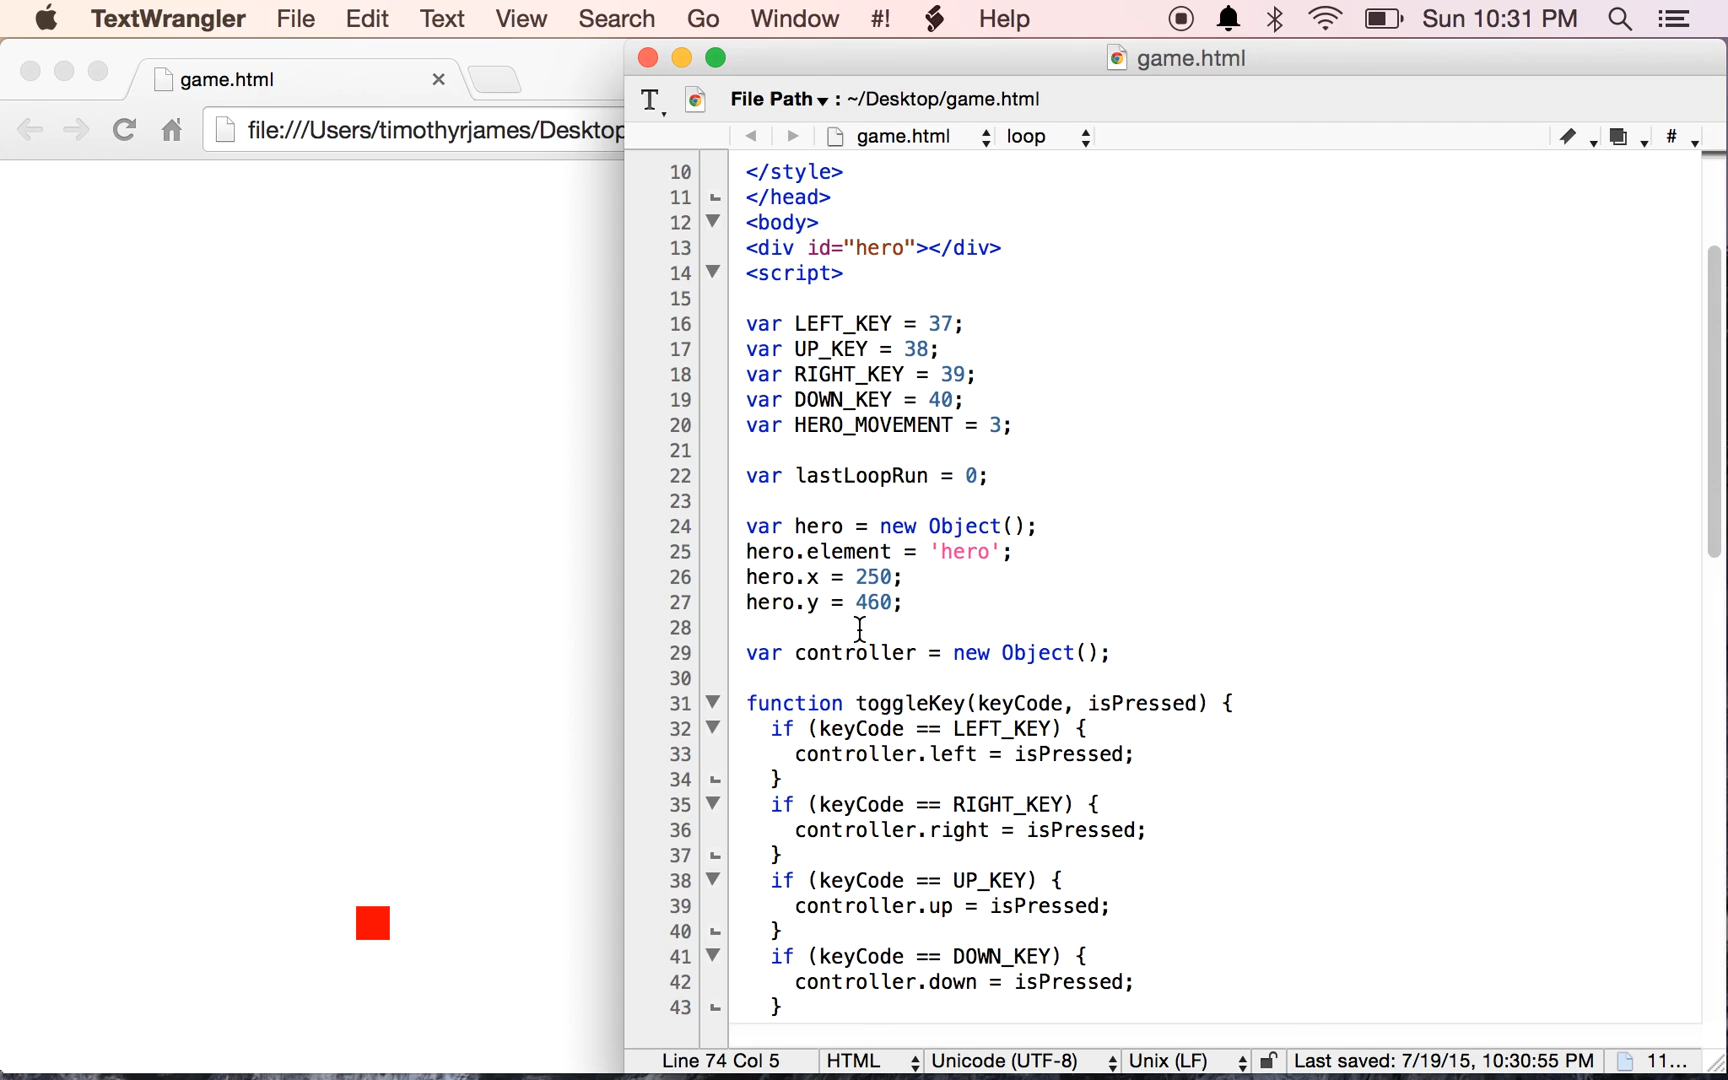 TextWrangler File Edit Text View Search Go Window #! Help Sun 10:31 PM
game.html
file:///Users/timothyrjames/Desktop
game.html
File Path : ~/Desktop/game.html
game.html loop #
10 </style>
11 </head>
12 <body>
13 <div id="hero"></div>
14 <script>
15
16 var LEFT_KEY = 37;
17 var UP_KEY = 38;
18 var RIGHT_KEY = 39;
19 var DOWN_KEY = 40;
20 var HERO_MOVEMENT = 3;
21
22 var lastLoopRun = 0;
23
24 var hero = new Object();
25 hero.element = 'hero';
26 hero.x = 250;
27 hero.y = 460;
28
29 var controller = new Object();
30
31 function toggleKey(keyCode, isPressed) {
32 if (keyCode == LEFT_KEY) {
33 controller.left = isPressed;
34 }
35 if (keyCode == RIGHT_KEY) {
36 controller.right = isPressed;
37 }
38 if (keyCode == UP_KEY) {
39 controller.up = isPressed;
40 }
41 if (keyCode == DOWN_KEY) {
42 controller.down = isPressed;
43 }
Line 74 Col 5 HTML Unicode (UTF-8) Unix (LF) Last saved: 7/19/15, 10:30:55 PM 11...